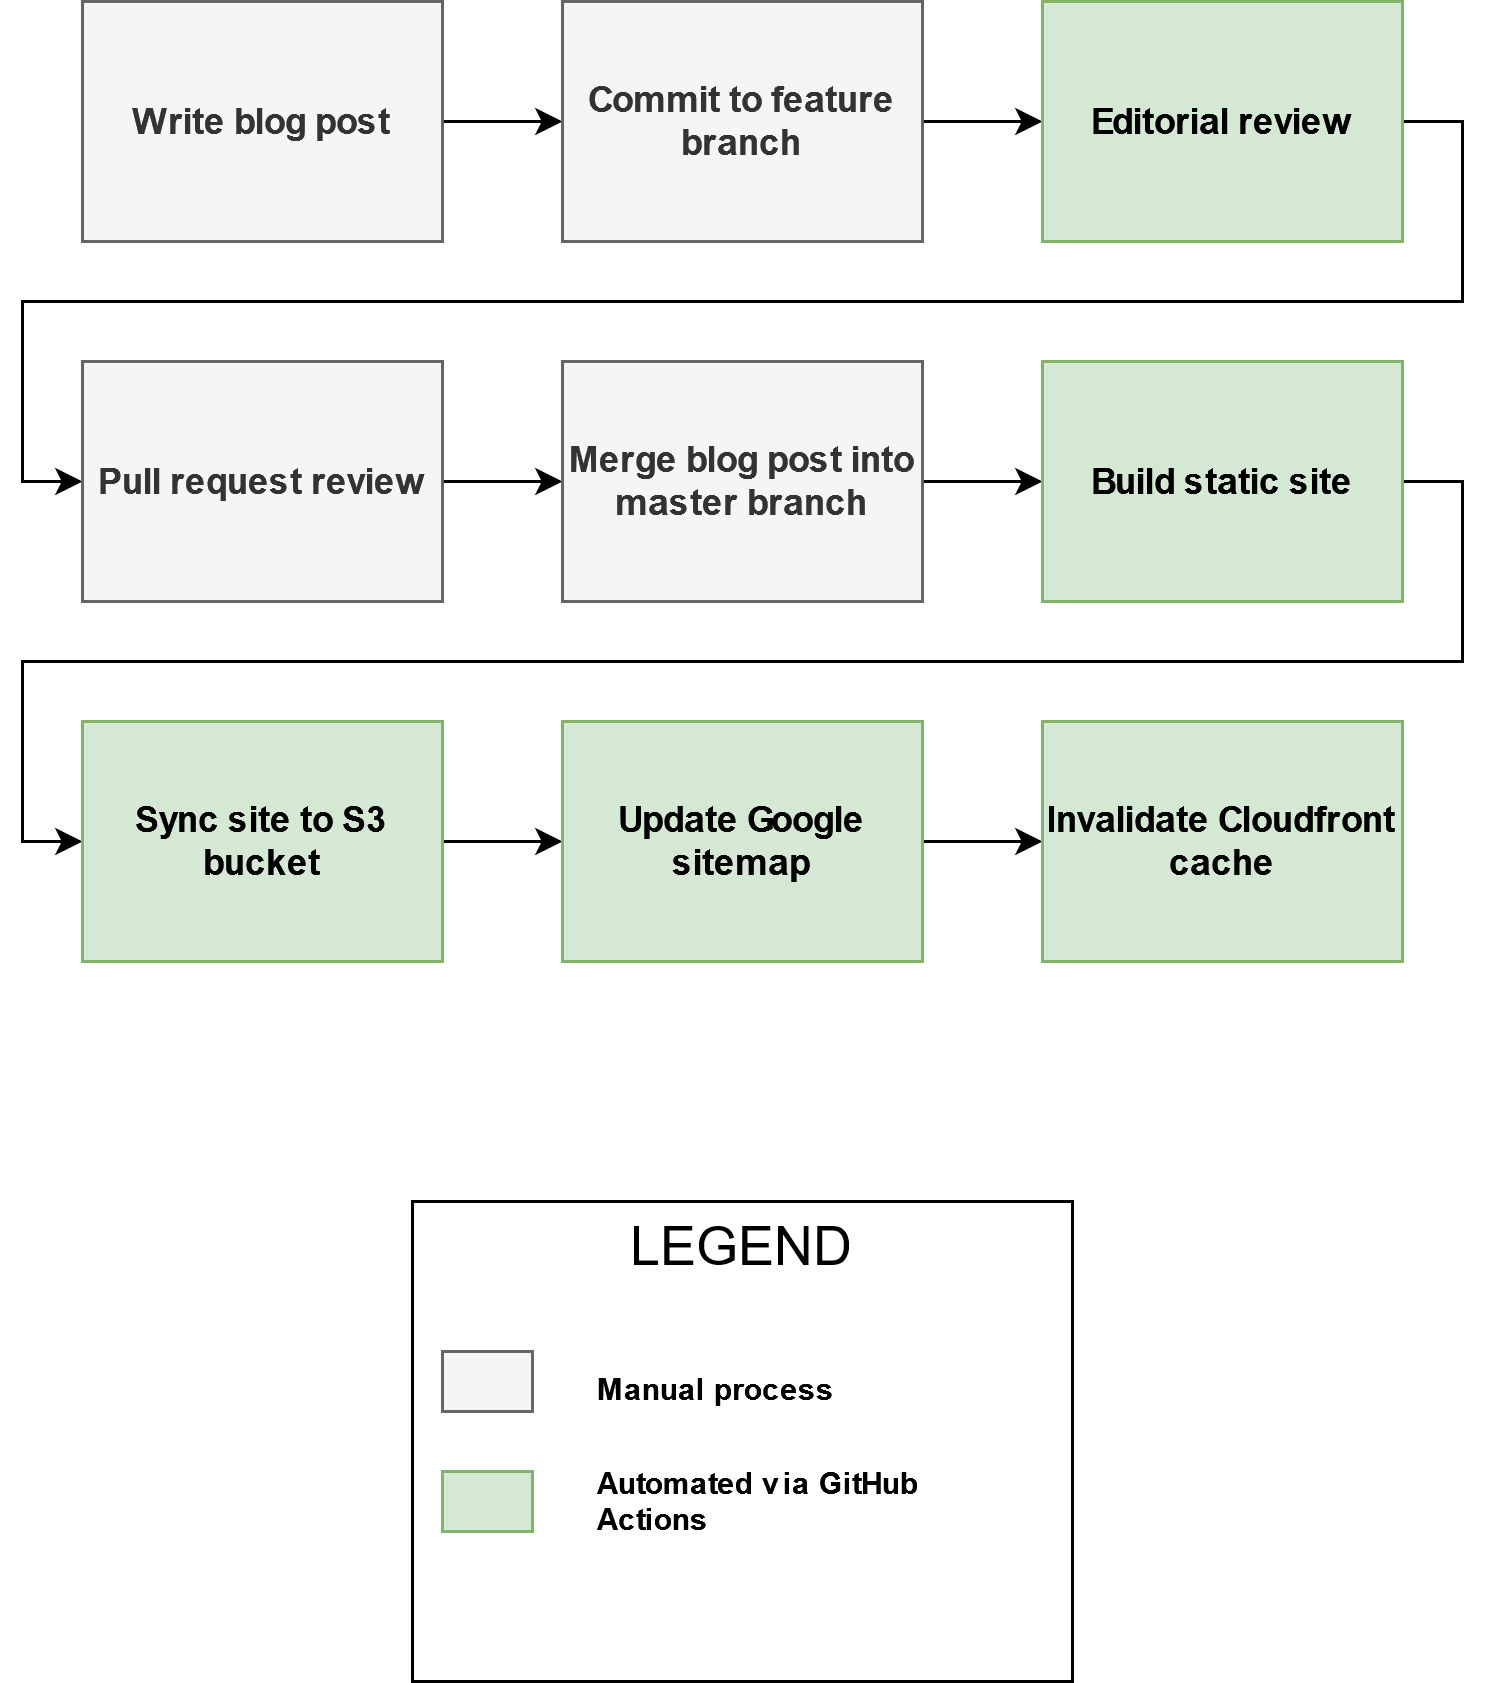 Write blog post
Commit to feature
branch
Editorial review
Pull request review
Merge blog post into
master branch
Build static site
Sync site to S3
bucket
Update Google
sitemap
Invalidate Cloudfront
cache
LEGEND
Manual process
Automated via GitHub
Actions